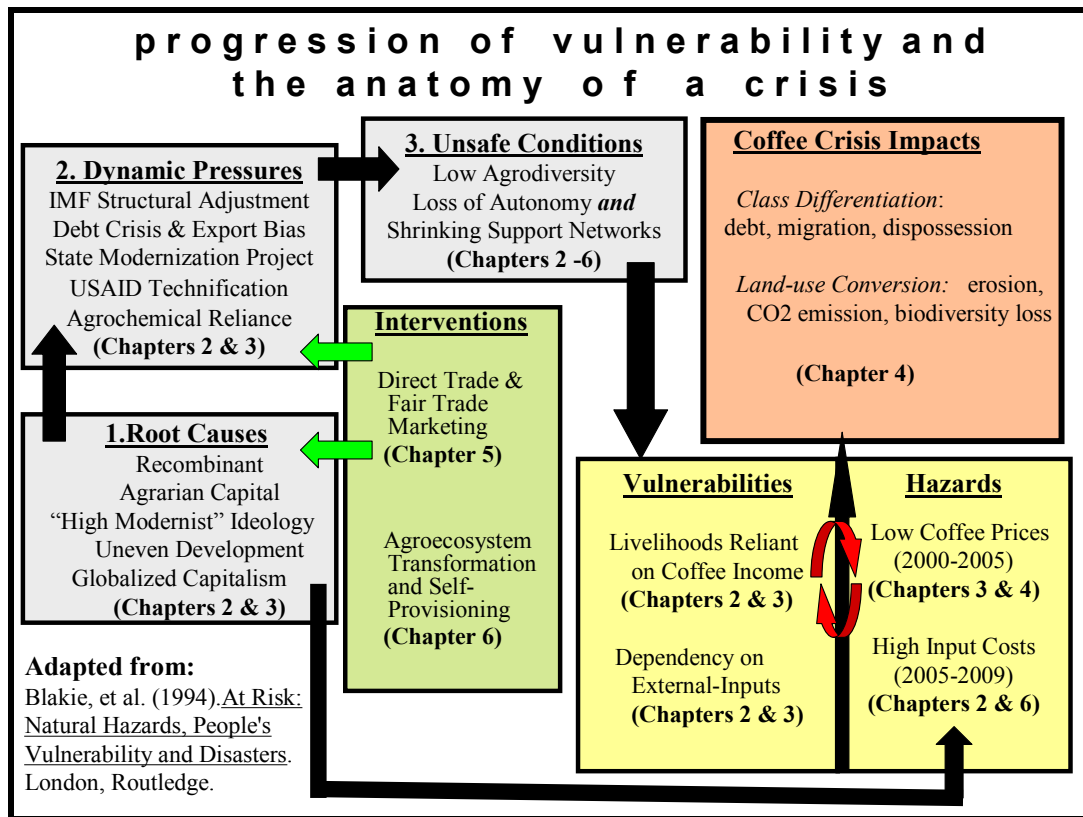 progression of vulnerability and
the anatomy of a crisis
2. Dynamic Pressures
IMF Structural Adjustment
Debt Crisis & Export Bias
State Modernization Project
USAID Technification
Agrochemical Reliance
(Chapters 2 & 3)
3. Unsafe Conditions
Low Agrodiversity
Loss of Autonomy and
Shrinking Support Networks
(Chapters 2 -6)
Coffee Crisis Impacts
Class Differentiation:
debt, migration, dispossession
Land-use Conversion: erosion,
CO2 emission, biodiversity loss
(Chapter 4)
Interventions
Direct Trade &
Fair Trade
Marketing
(Chapter 5)
Agroecosystem
Transformation
and Self-
Provisioning
(Chapter 6)
1.Root Causes
Recombinant
Agrarian Capital
“High Modernist” Ideology
Uneven Development
Globalized Capitalism
(Chapters 2 & 3)
Vulnerabilities
Livelihoods Reliant
on Coffee Income
(Chapters 2 & 3)
Dependency on
External-Inputs
(Chapters 2 & 3)
Hazards
Low Coffee Prices
(2000-2005)
(Chapters 3 & 4)
High Input Costs
(2005-2009)
(Chapters 2 & 6)
Adapted from:
Blakie, et al. (1994).At Risk:
Natural Hazards, People's
Vulnerability and Disasters.
London, Routledge.